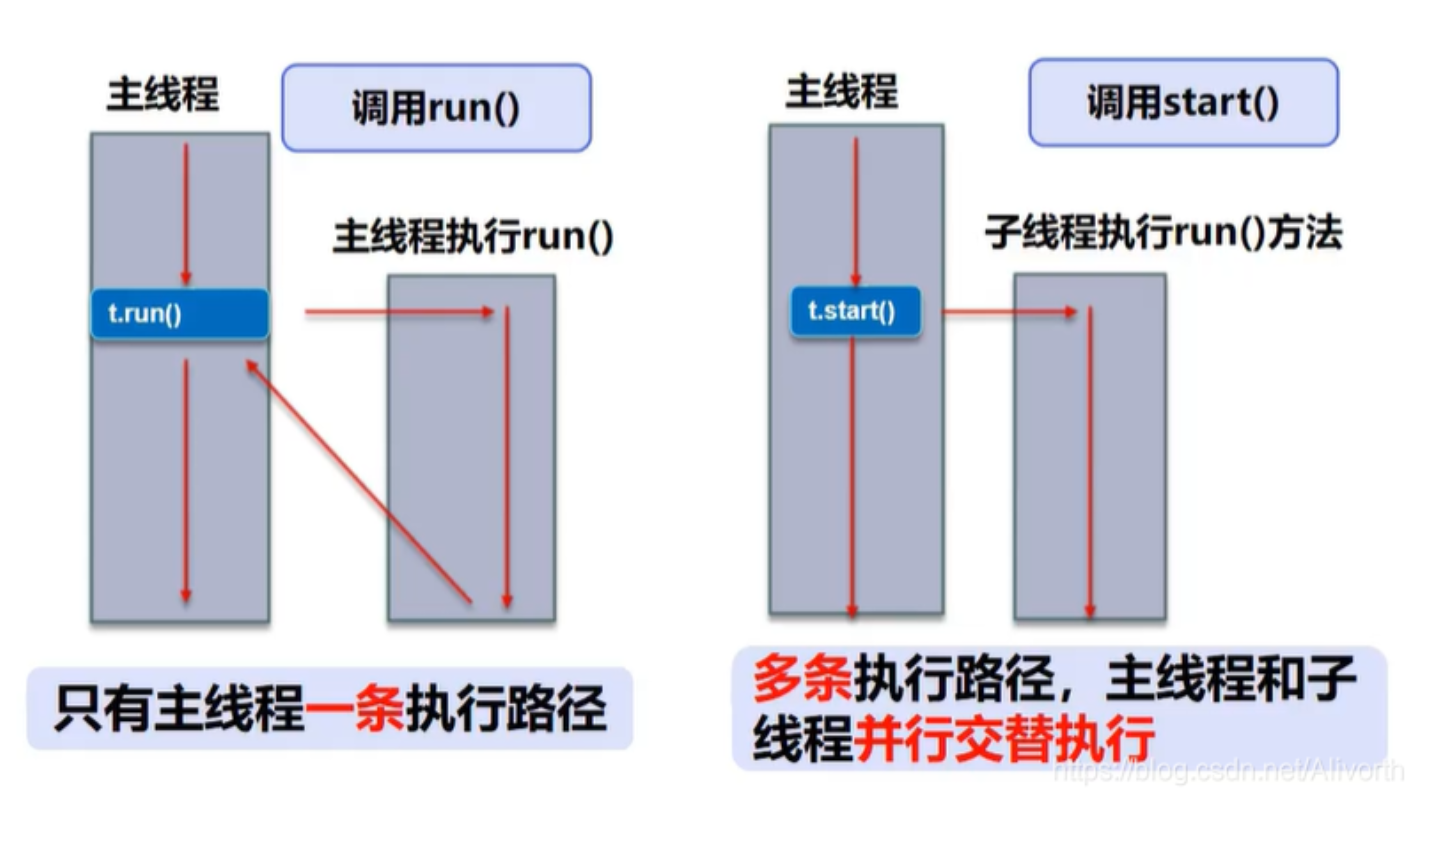 主线程
调用run()
主线程执行run()
t.run()
只有主线程一条执行路径
主线程
调用start()
子线程执行run()方法
t.start()
多条执行路径，主线程和子
线程并行交替执行
https://blog.csdn.net/Alivorth